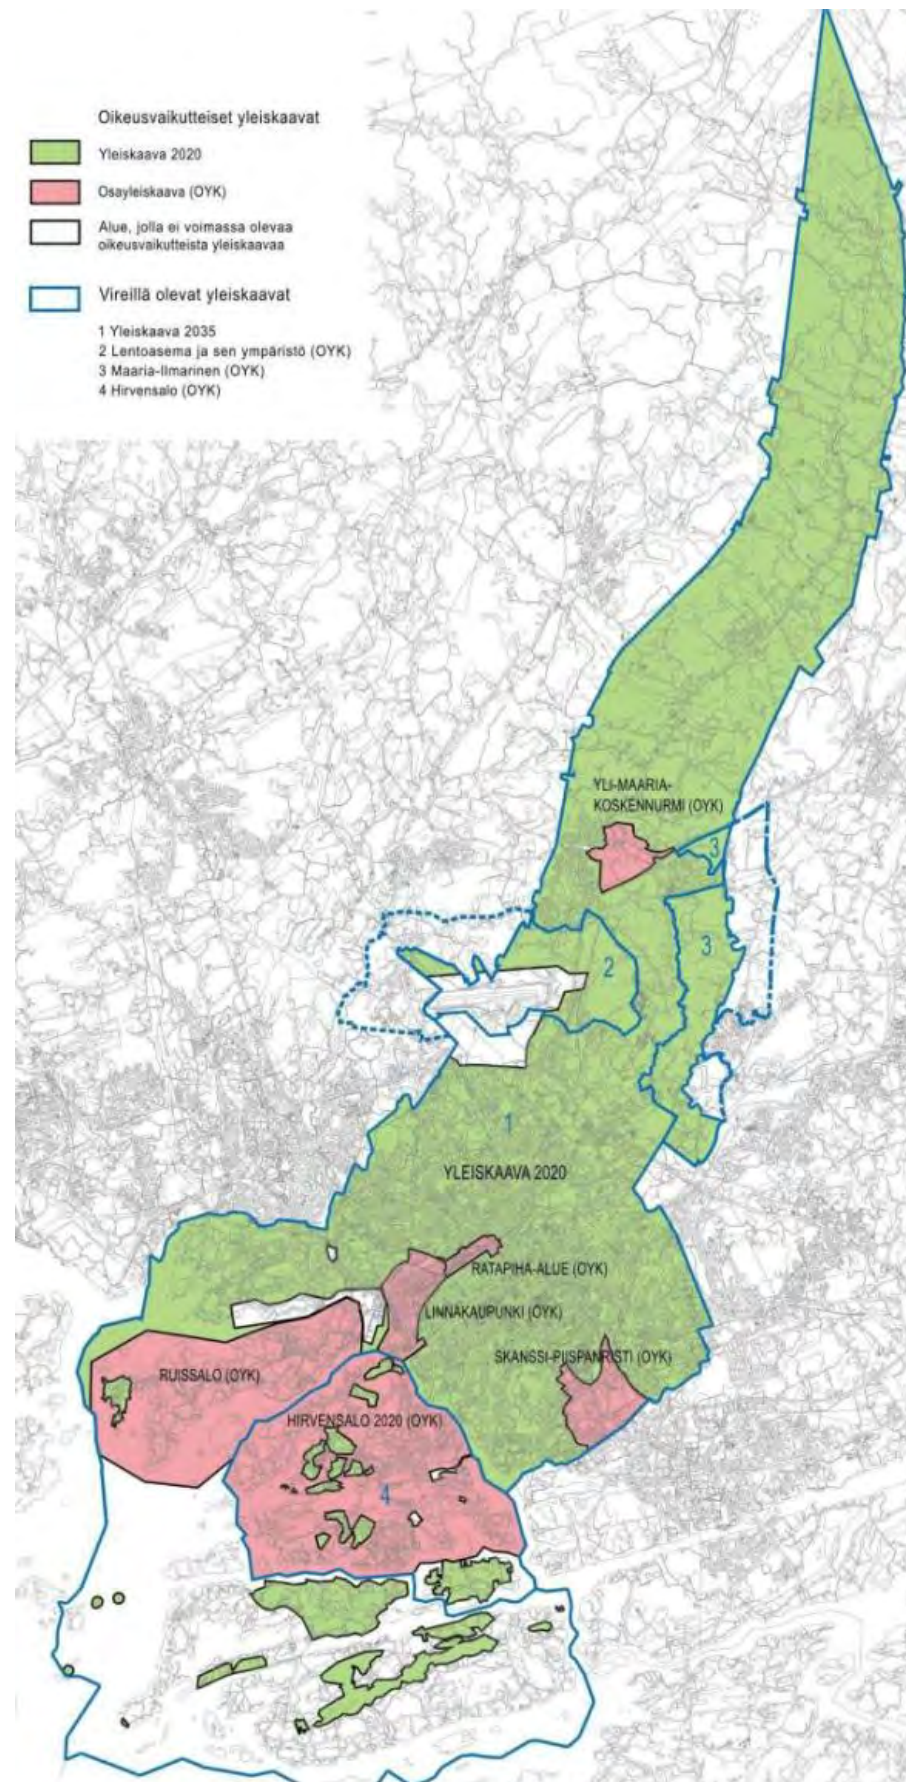 Oikeusvaikutteiset yleiskaavat
Yleiskaava 2020
Osayleiskaava (OYK)
Alue, jolla ei voimassa olevaa
oikeusvaikutteista yleiskaavaa
Vireillä olevat yleiskaavat
1 Yleiskaava 2035
2 Lentoasema ja sen ympäristö (OYK)
3 Maaria-Ilmarinen (OYK)
4 Hirvensalo (OYK)
YLI-MAARIA-
KOSKENNURMI (OYK)
3
3
2
1
YLEISKAAVA 2020
RATAPIHA-ALUE (OYK)
LINNAKAUPUNKI (OYK)
SKANSSI-PIISPANRISTI (OYK)
RUISSALO (OYK)
HIRVENSALO 2020 (OYK)
4